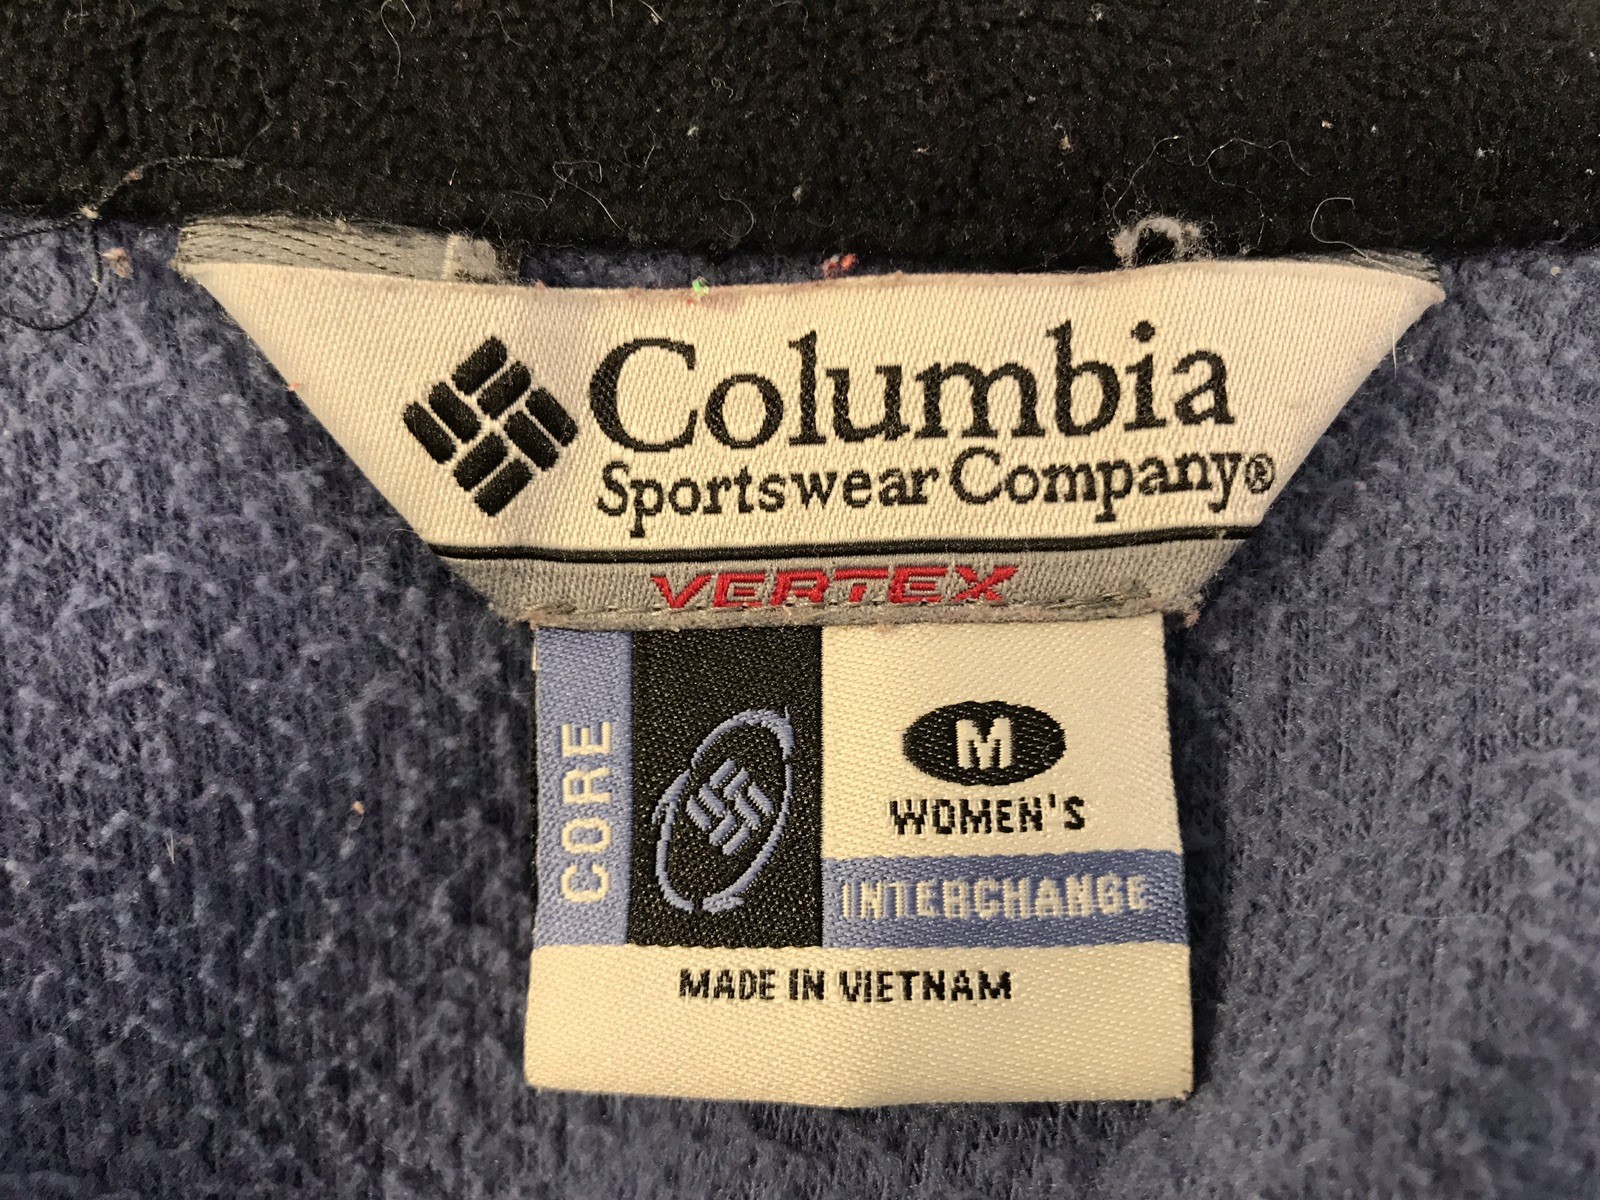 Columbia
Sportswear Company®
VERTEX
CORE
M
WOMEN'S
INTERCHANGE
MADE IN VIETNAM